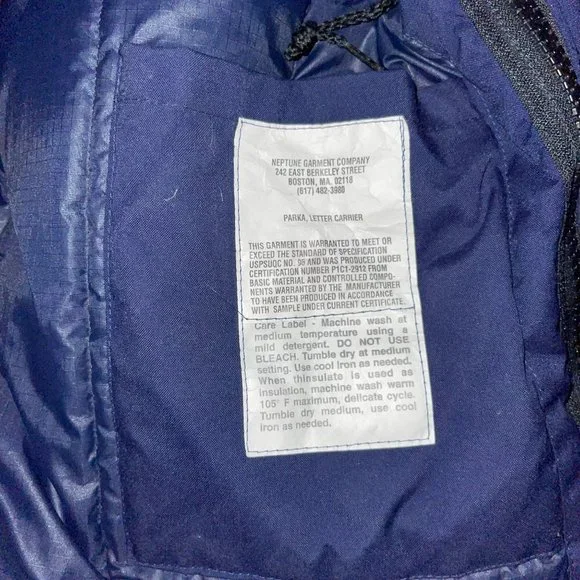 NEPTUNE GARMENT COMPANY
242 EAST BERKELEY STREET
BOSTON, MA. 02118
(617) 482-3980
PARKA, LETTER CARRIER
THIS GARMENT IS WARRANTED TO MEET OR
EXCEED THE STANDARD OF SPECIFICATION
USPSUQC NO. 55 AND WAS PRODUCED UNDER
CERTIFICATION NUMBER P1C1-2912 FROM
BASIC MATERIAL AND CONTROLLED COMPO-
NENTS WARRANTED BY THE MANUFACTURER
TO HAVE BEEN PRODUCED IN ACCORDANCE
WITH SAMPLE UNDER CURRENT CERTIFICATE.
Care Label - Machine wash at
medium temperature using a
mild detergent. DO NOT USE
BLEACH. Tumble dry at medium
setting. Use cool iron as needed.
When thinsulate is used as
insulation, machine wash warm
105° F maximum, delicate cycle.
Tumble dry medium, use cool
iron as needed.